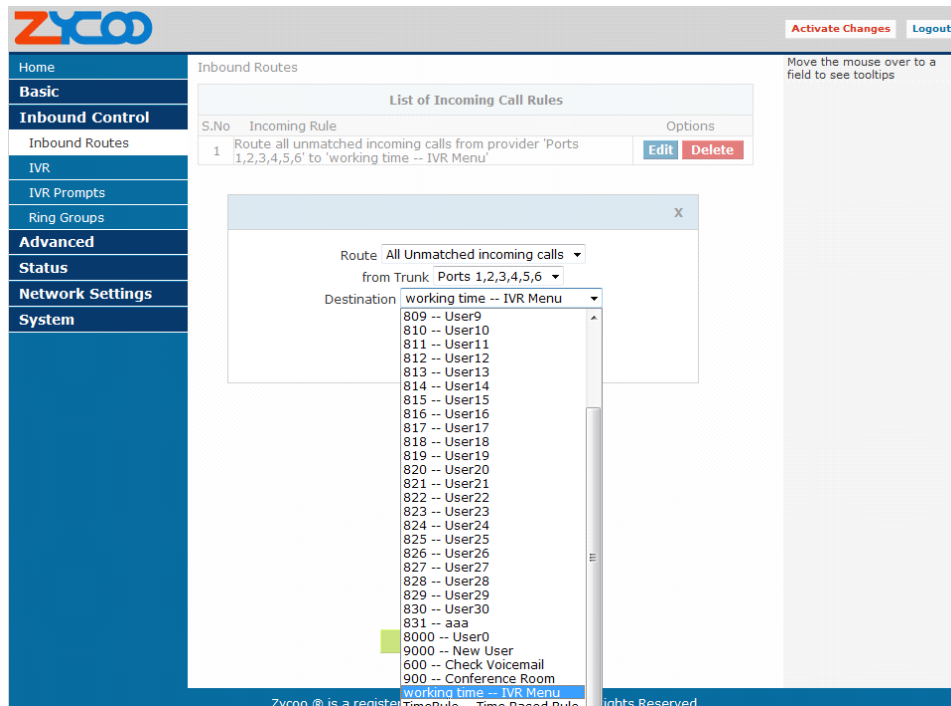 ZYCOO
Activate Changes Logout
Home
Basic
Inbound Control
Inbound Routes
IVR
IVR Prompts
Ring Groups
Advanced
Status
Network Settings
System
Inbound Routes
List of Incoming Call Rules
S.No Incoming Rule Options
1 Route all unmatched incoming calls from provider 'Ports
1,2,3,4,5,6' to 'working time -- IVR Menu'
Edit Delete
X
Route All Unmatched incoming calls
from Trunk Ports 1,2,3,4,5,6
Destination working time -- IVR Menu
809 -- User9
810 -- User10
811 -- User11
812 -- User12
813 -- User13
814 -- User14
815 -- User15
816 -- User16
817 -- User17
818 -- User18
819 -- User19
820 -- User20
821 -- User21
822 -- User22
823 -- User23
824 -- User24
825 -- User25
826 -- User26
827 -- User27
828 -- User28
829 -- User29
830 -- User30
831 -- aaa
8000 -- User0
9000 -- New User
600 -- Check Voicemail
900 -- Conference Room
working time -- IVR Menu
TimeRule -- Time Based Rule
Move the mouse over to a
field to see tooltips
Zycoo ® is a registe ights Reserved